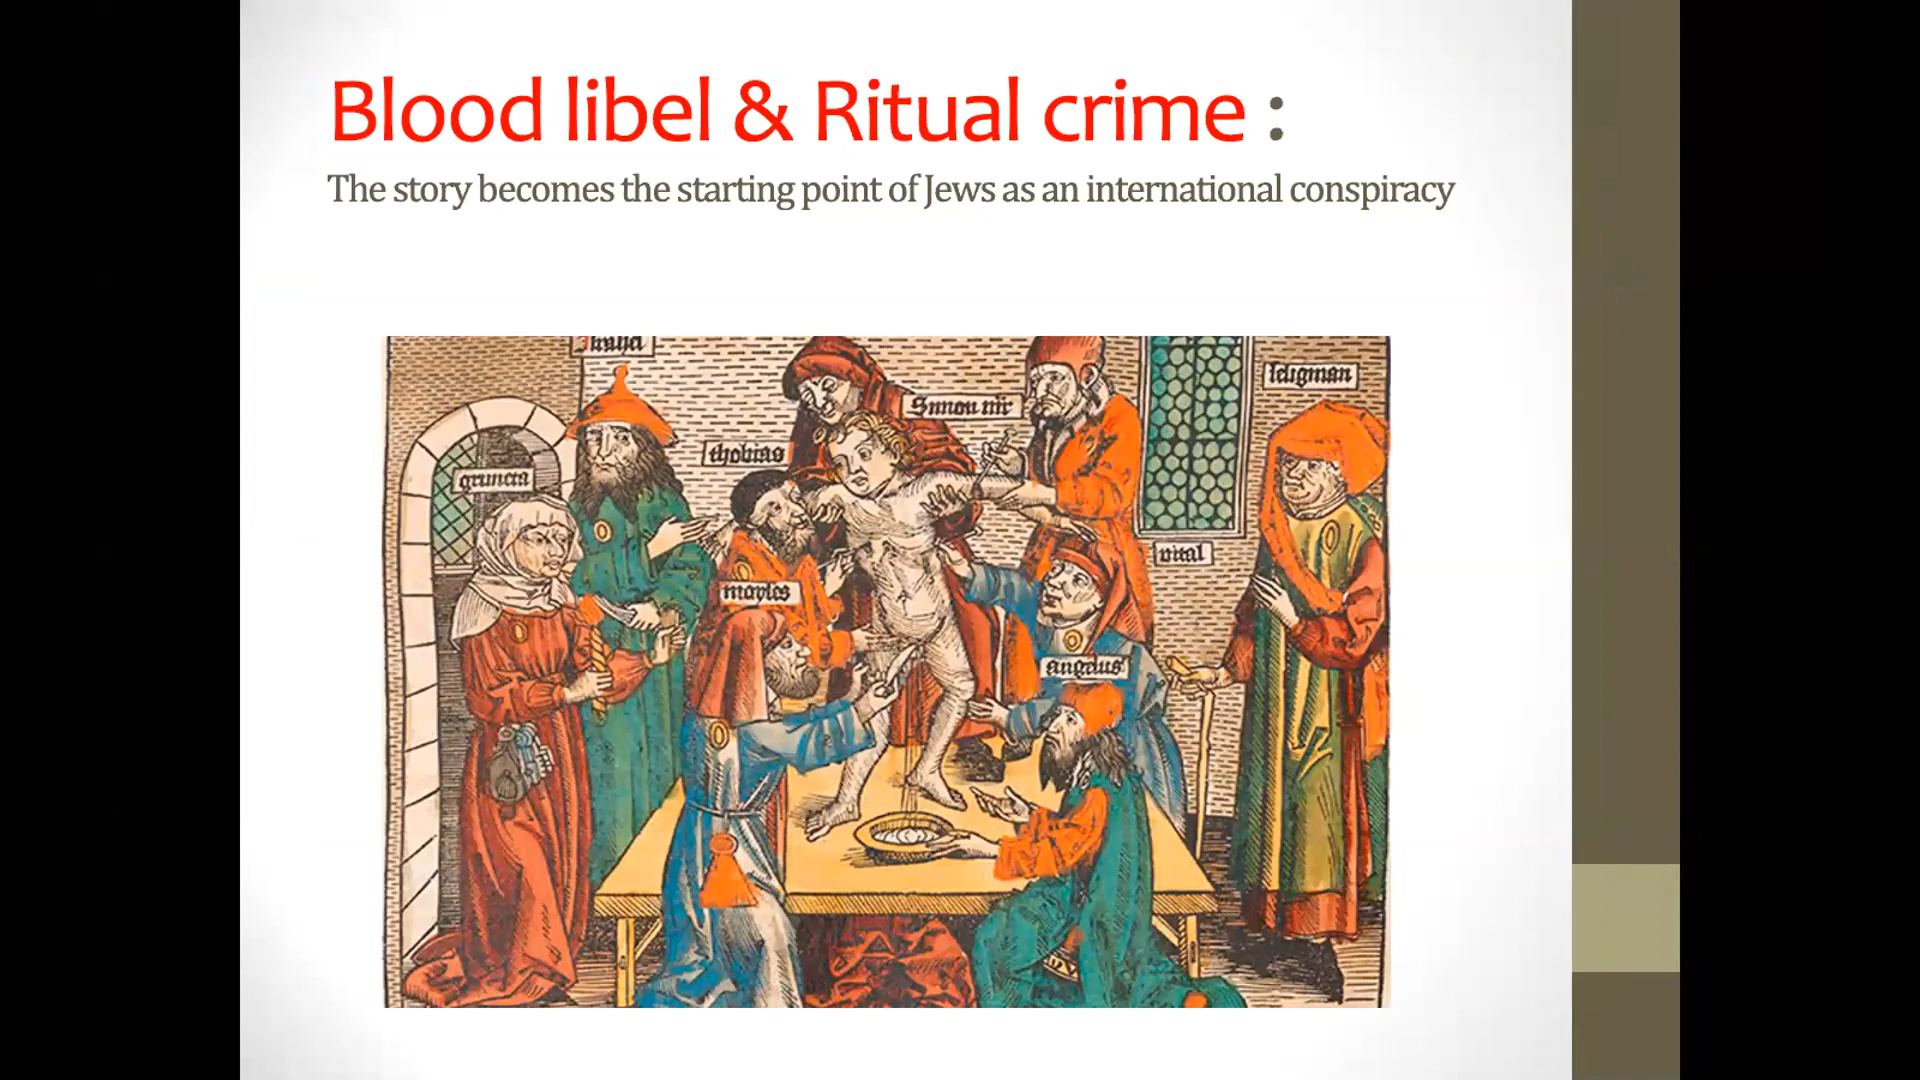 Blood libel & Ritual crime :
The story becomes the starting point of Jews as an international conspiracy
seligman
thobias
moyses
vital
angelus